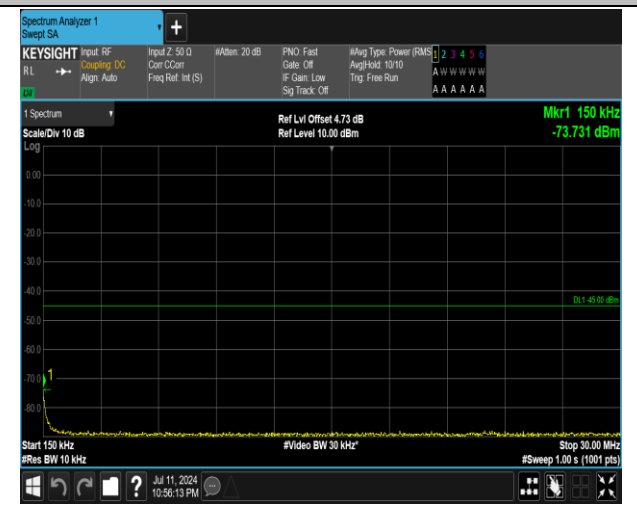 Spectrum Analyzer 1
Swept SA
+
KEYSIGHT
RL
LXI
Input: RF
Coupling: DC
Align: Auto
Input Z: 50 Ω
Corr CCorr
Freq Ref: Int (S)
#Atten: 20 dB
PNO: Fast
Gate: Off
IF Gain: Low
Sig Track: Off
#Avg Type: Power (RMS
Avg|Hold: 10/10
Trig: Free Run
1 2 3 4 5 6
A W W W W W
A A A A A A
1 Spectrum
Scale/Div 10 dB
Log
Ref Lvl Offset 4.73 dB
Ref Level 10.00 dBm
Mkr1 150 kHz
-73.731 dBm
0.00
-10.0
-20.0
-30.0
-40.0
DL1 -45.00 dBm
-50.0
-60.0
-70.0
1
-80.0
Start 150 kHz
#Res BW 10 kHz
#Video BW 30 kHz*
Stop 30.00 MHz
#Sweep 1.00 s (1001 pts)
?
Jul 11, 2024
10:56:13 PM